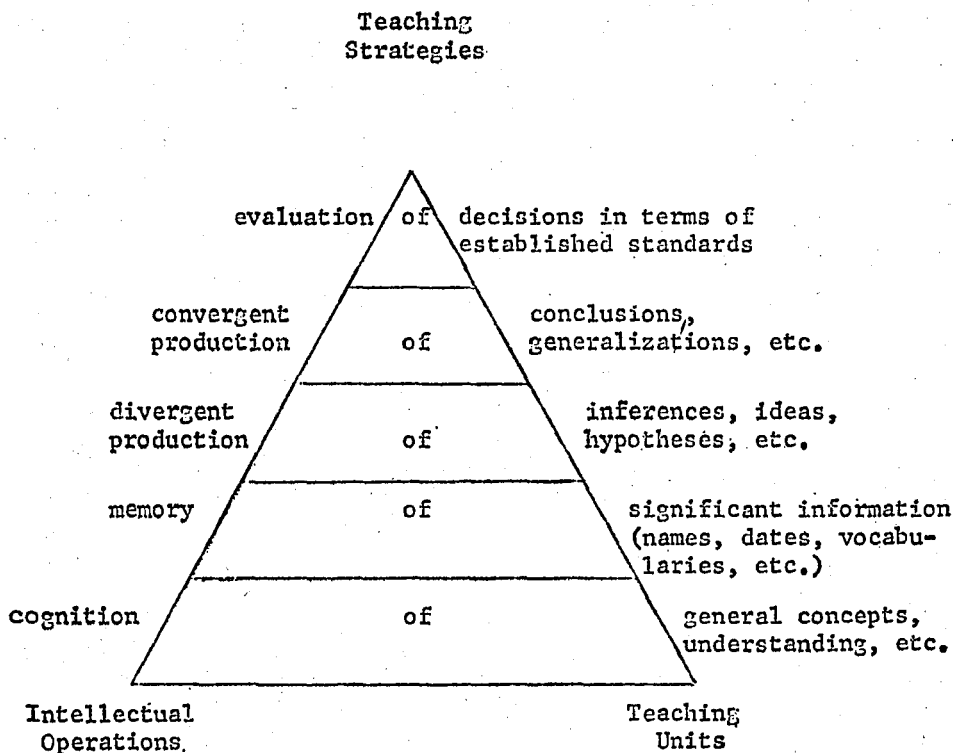 Teaching
Strategies
evaluation of decisions in terms of
established standards
convergent
production of conclusions,
generalizations, etc.
divergent
production of inferences, ideas,
hypotheses, etc.
memory of significant information
(names, dates, vocabu-
laries, etc.)
cognition of general concepts,
understanding, etc.
Intellectual
Operations
Teaching
Units